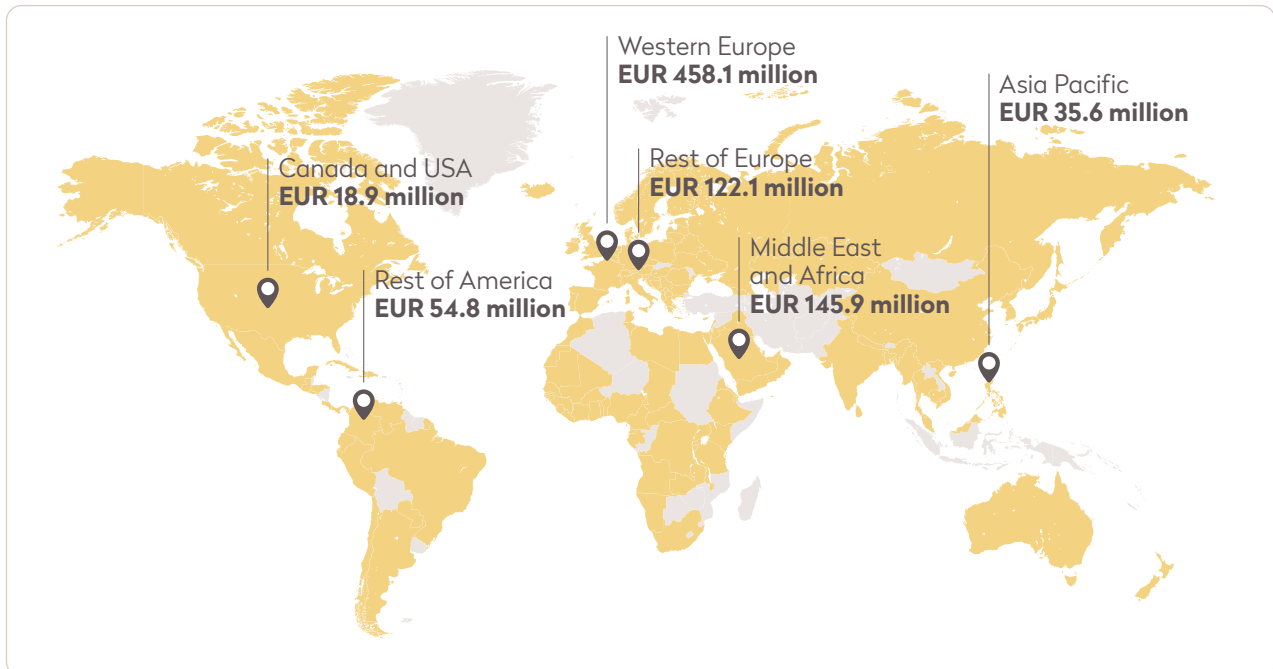 Western Europe
EUR 458.1 million
Asia Pacific
EUR 35.6 million
Canada and USA
EUR 18.9 million
Rest of Europe
EUR 122.1 million
Middle East
and Africa
EUR 145.9 million
Rest of America
EUR 54.8 million